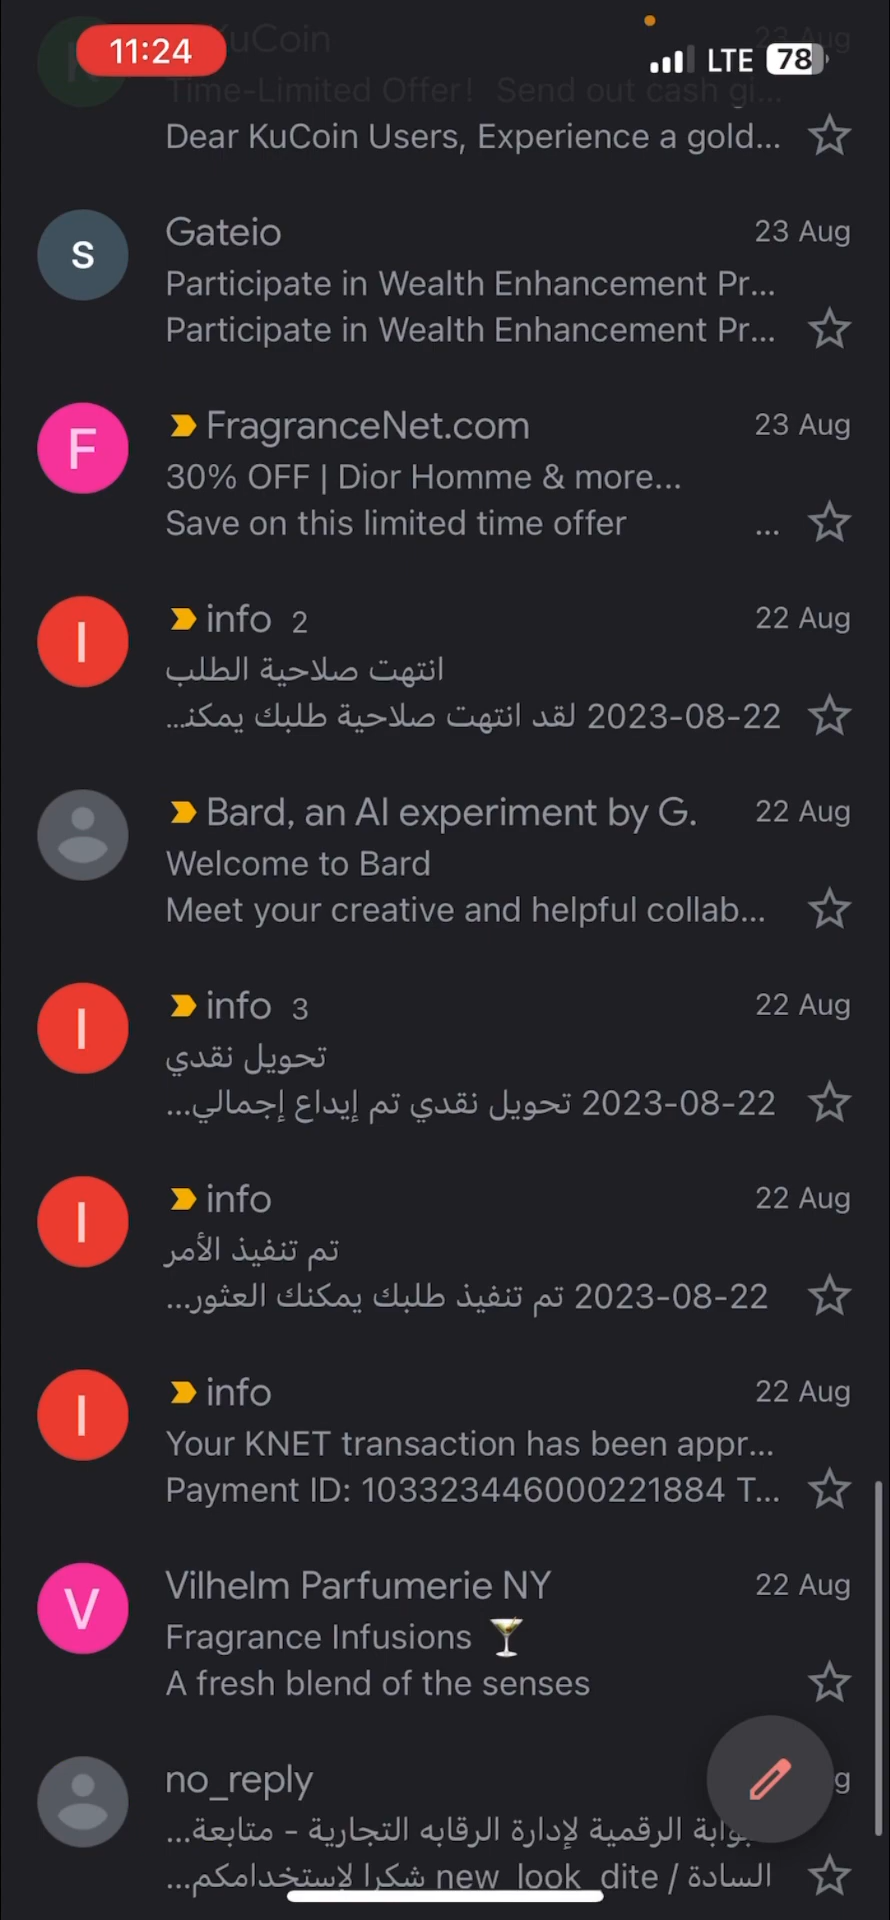 11:24
LTE 78
KuCoin
23 Aug
Time-Limited Offer! Send out cash gi...
Dear KuCoin Users, Experience a gold...
S
Gateio
23 Aug
Participate in Wealth Enhancement Pr...
Participate in Wealth Enhancement Pr...
F
FragranceNet.com
23 Aug
30% OFF | Dior Homme & more...
Save on this limited time offer ...
I
info 2
22 Aug
انتهت صلاحية الطلب
2023-08-22 لقد انتهت صلاحية طلبك يمكنـ...
Bard, an AI experiment by G.
22 Aug
Welcome to Bard
Meet your creative and helpful collab...
I
info 3
22 Aug
تحويل نقدي
2023-08-22 تحويل نقدي تم إيداع إجمالي...
I
info
22 Aug
تم تنفيذ الأمر
2023-08-22 تم تنفيذ طلبك يمكنك العثور...
I
info
22 Aug
Your KNET transaction has been appr...
Payment ID: 103323446000221884 T...
V
Vilhelm Parfumerie NY
22 Aug
Fragrance Infusions 🍸
A fresh blend of the senses
no_reply
الرقمية لإدارة الرقابه التجارية - متابعة...
السادة / new_look_dite شكرا لإستخدامكم...